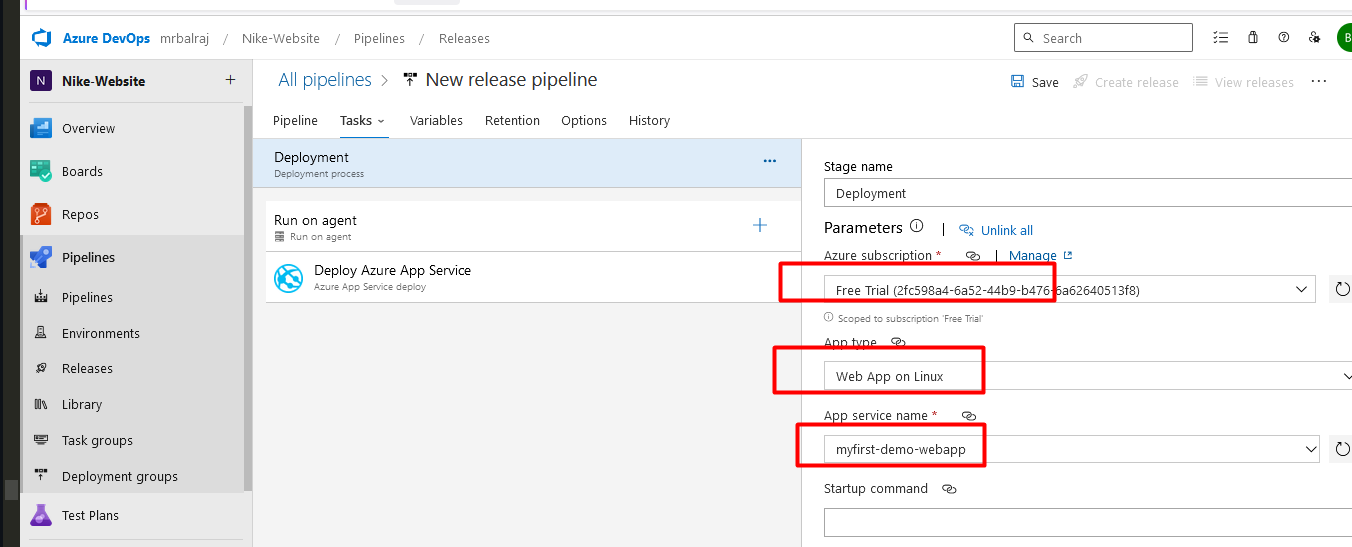 Azure DevOps mrbalraj / Nike-Website / Pipelines / Releases
Search
B
N Nike-Website +
Overview
Boards
Repos
Pipelines
Pipelines
Environments
Releases
Library
Task groups
Deployment groups
Test Plans
All pipelines > New release pipeline
Save Create release View releases ...
Pipeline Tasks Variables Retention Options History
Deployment
Deployment process
...
Run on agent
Run on agent
+
Deploy Azure App Service
Azure App Service deploy
Stage name
Deployment
Parameters | Unlink all
Azure subscription * | Manage
Free Trial (2fc598a4-6a52-44b9-b476-6a62640513f8)
Scoped to subscription 'Free Trial'
App type
Web App on Linux
App service name *
myfirst-demo-webapp
Startup command